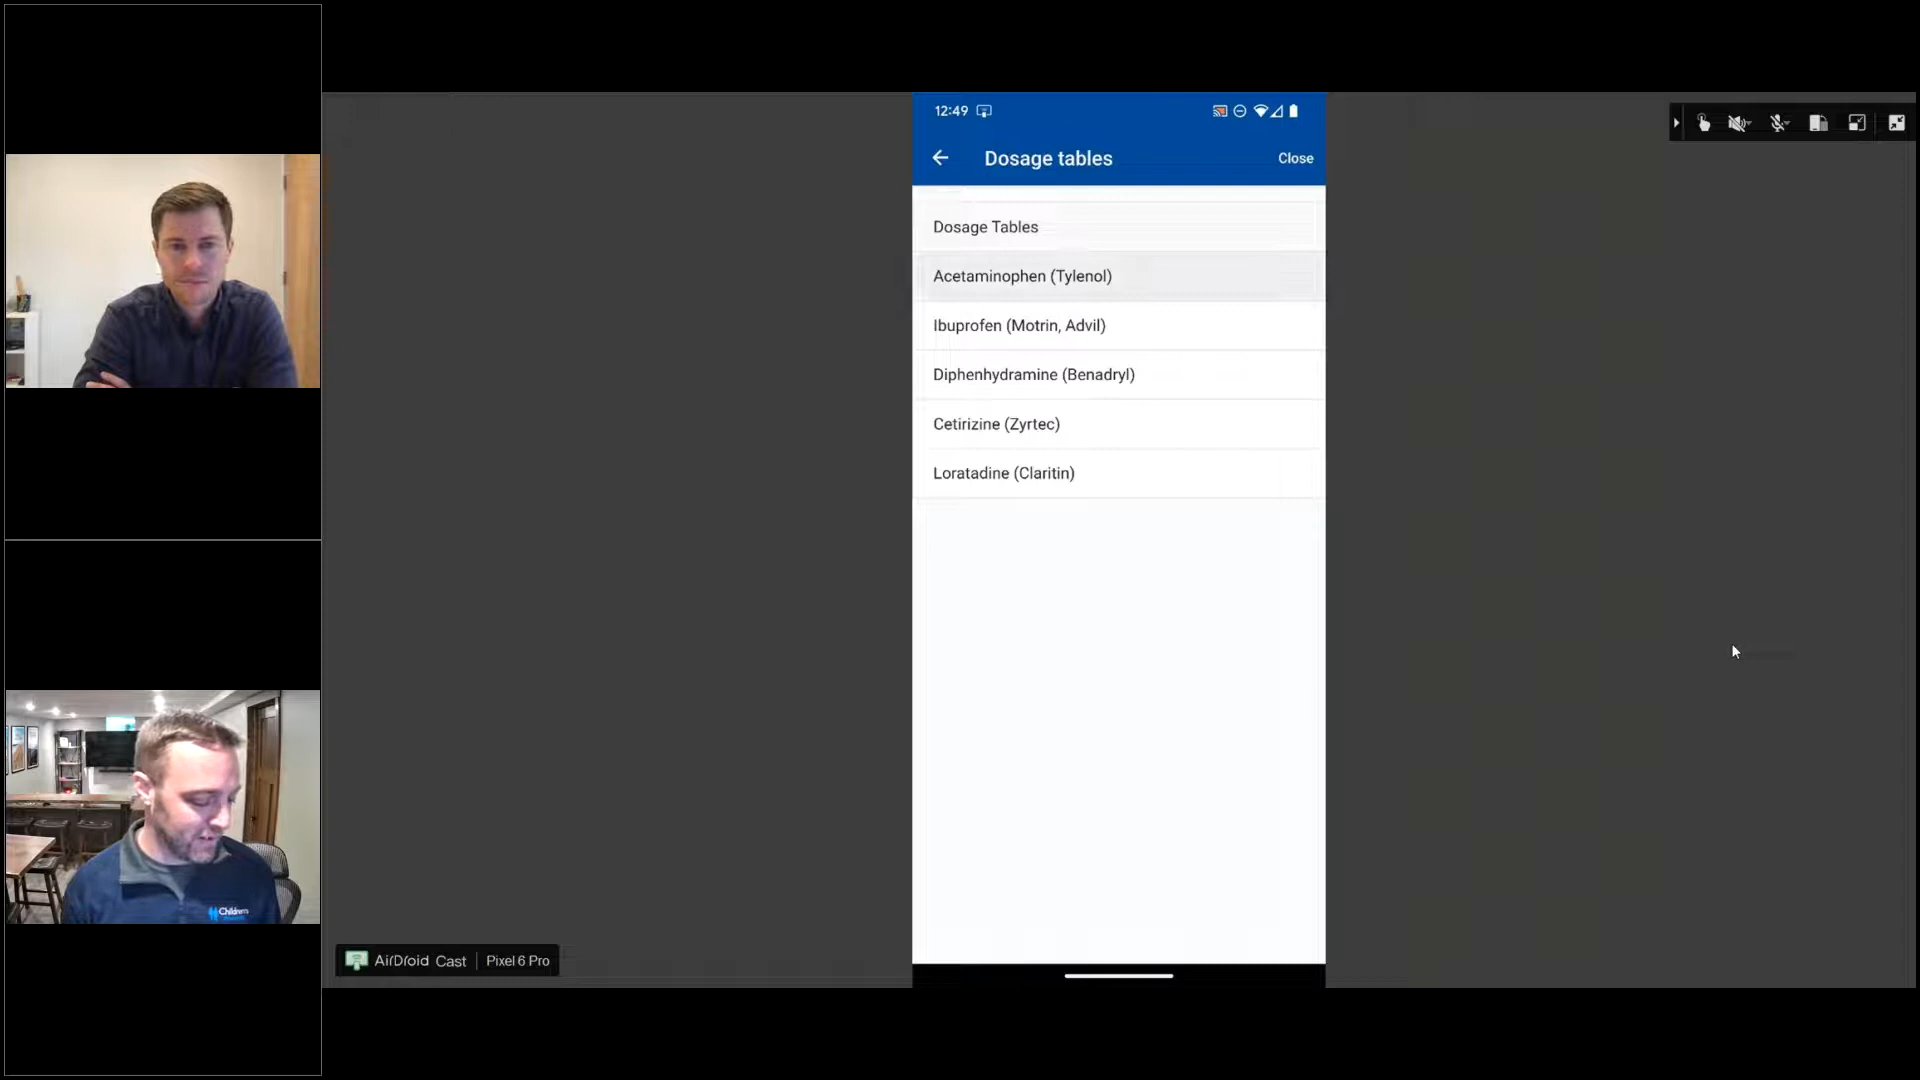 12:49
Dosage tables
Close
Dosage Tables
Acetaminophen (Tylenol)
Ibuprofen (Motrin, Advil)
Diphenhydramine (Benadryl)
Cetirizine (Zyrtec)
Loratadine (Claritin)
Children's
AirDroid Cast | Pixel 6 Pro